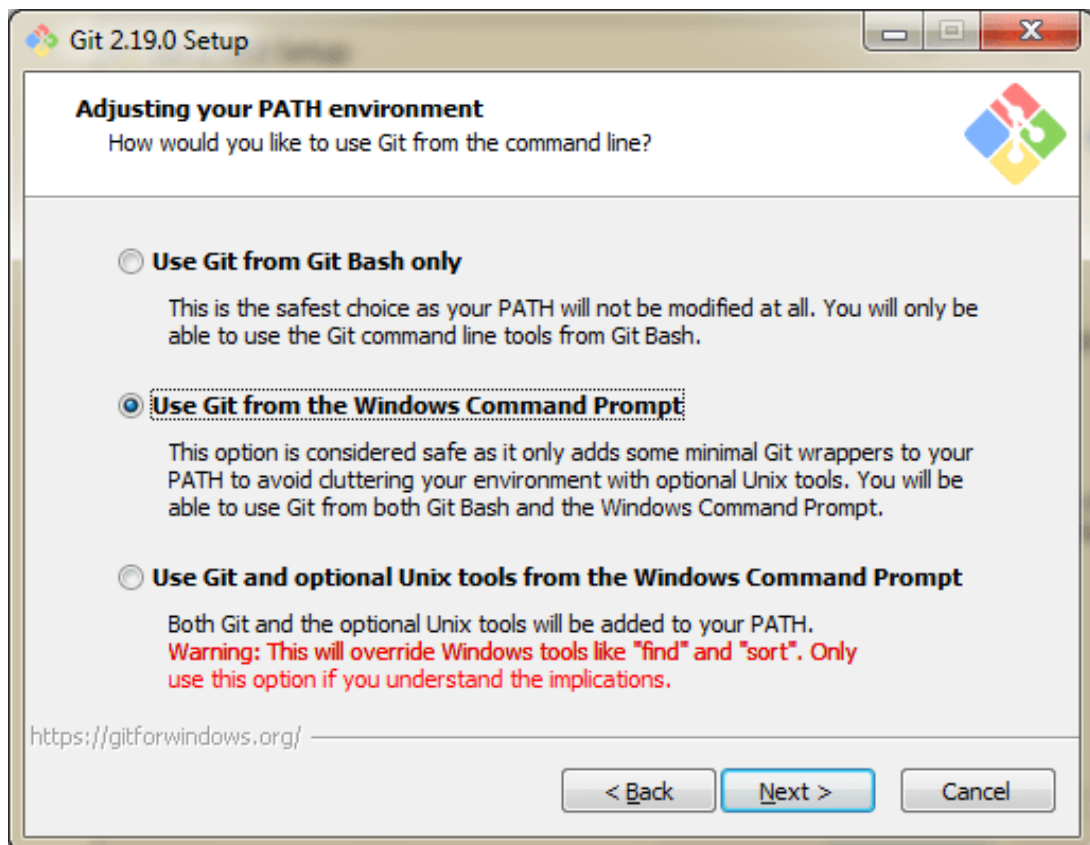 Git 2.19.0 Setup
Adjusting your PATH environment
How would you like to use Git from the command line?
Use Git from Git Bash only
This is the safest choice as your PATH will not be modified at all. You will only be
able to use the Git command line tools from Git Bash.
Use Git from the Windows Command Prompt
This option is considered safe as it only adds some minimal Git wrappers to your
PATH to avoid cluttering your environment with optional Unix tools. You will be
able to use Git from both Git Bash and the Windows Command Prompt.
Use Git and optional Unix tools from the Windows Command Prompt
Both Git and the optional Unix tools will be added to your PATH.
Warning: This will override Windows tools like "find" and "sort". Only
use this option if you understand the implications.
https://gitforwindows.org/
< Back Next > Cancel